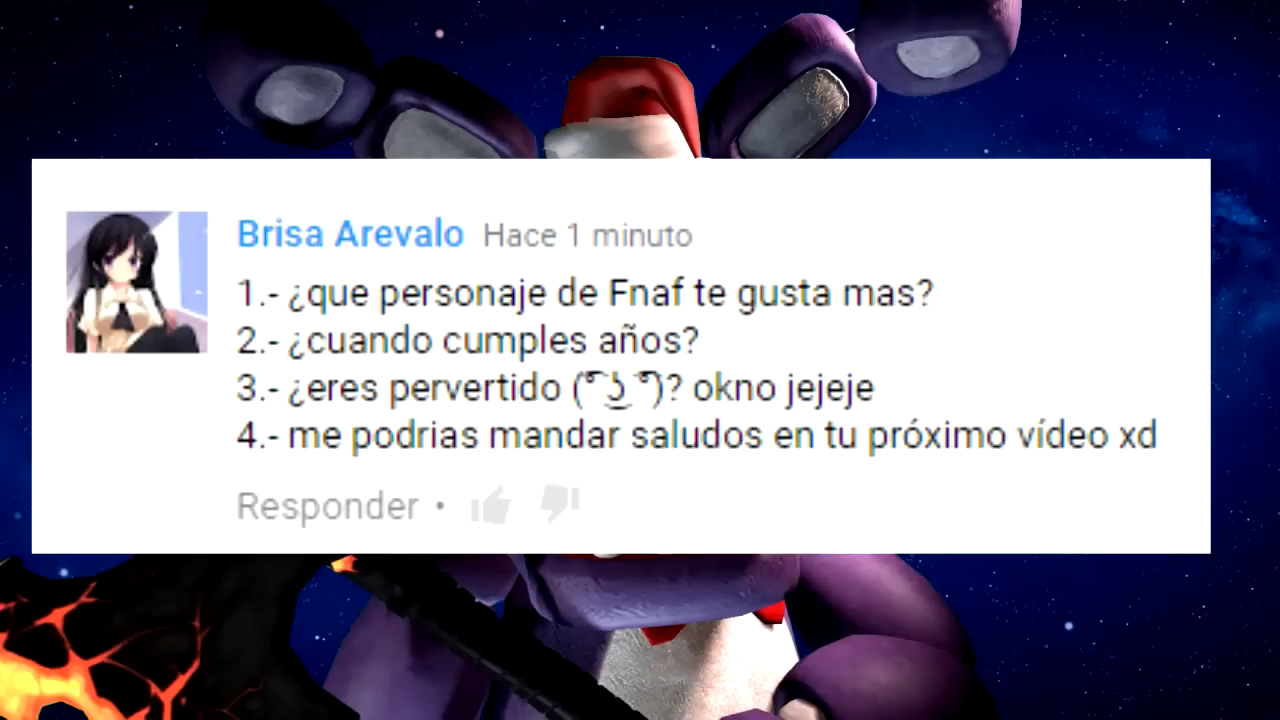 Brisa Arevalo Hace 1 minuto
1.- ¿que personaje de Fnaf te gusta mas?
2.- ¿cuando cumples años?
3.- ¿eres pervertido ( ͡° ͜ʖ ͡°)? okno jejeje
4.- me podrias mandar saludos en tu próximo vídeo xd
Responder •